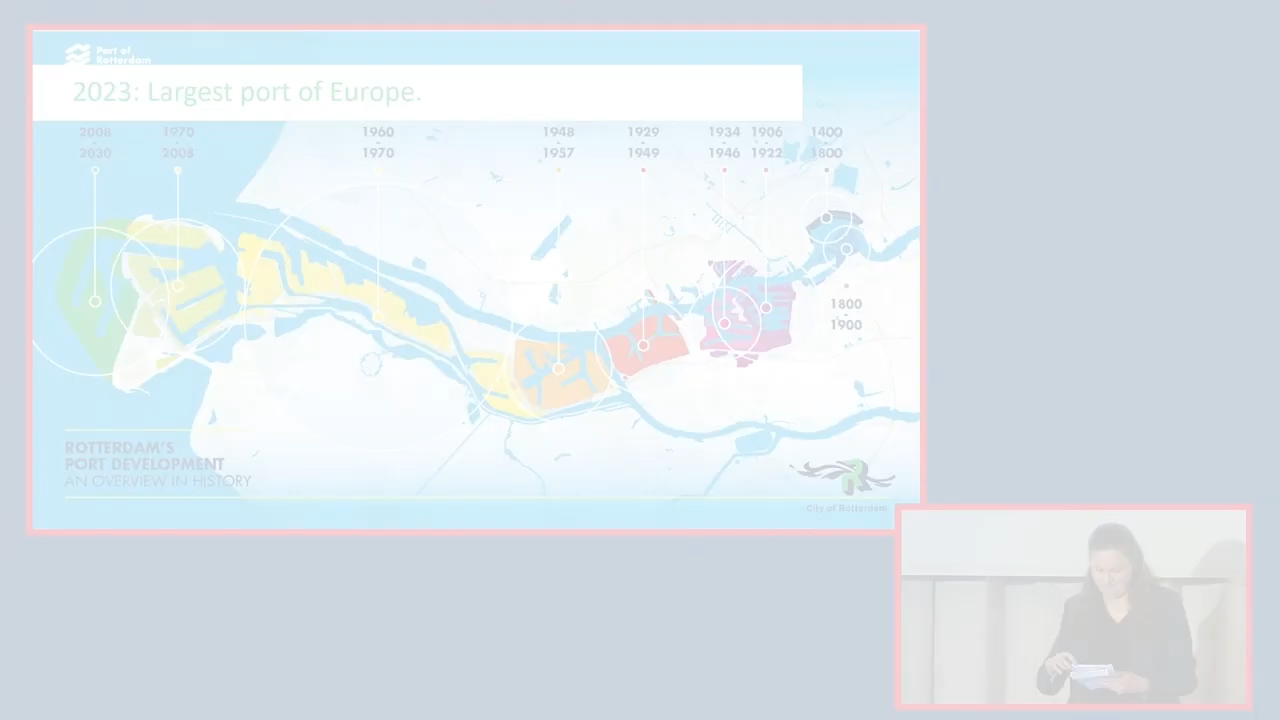 Port of
Rotterdam
2023: Largest port of Europe.
2008 1970 1960 1948 1929 1934 1906 1400
2030 2008 1970 1957 1949 1946 1922 1800
1800
1900
ROTTERDAM'S
PORT DEVELOPMENT
AN OVERVIEW IN HISTORY
City of Rotterdam